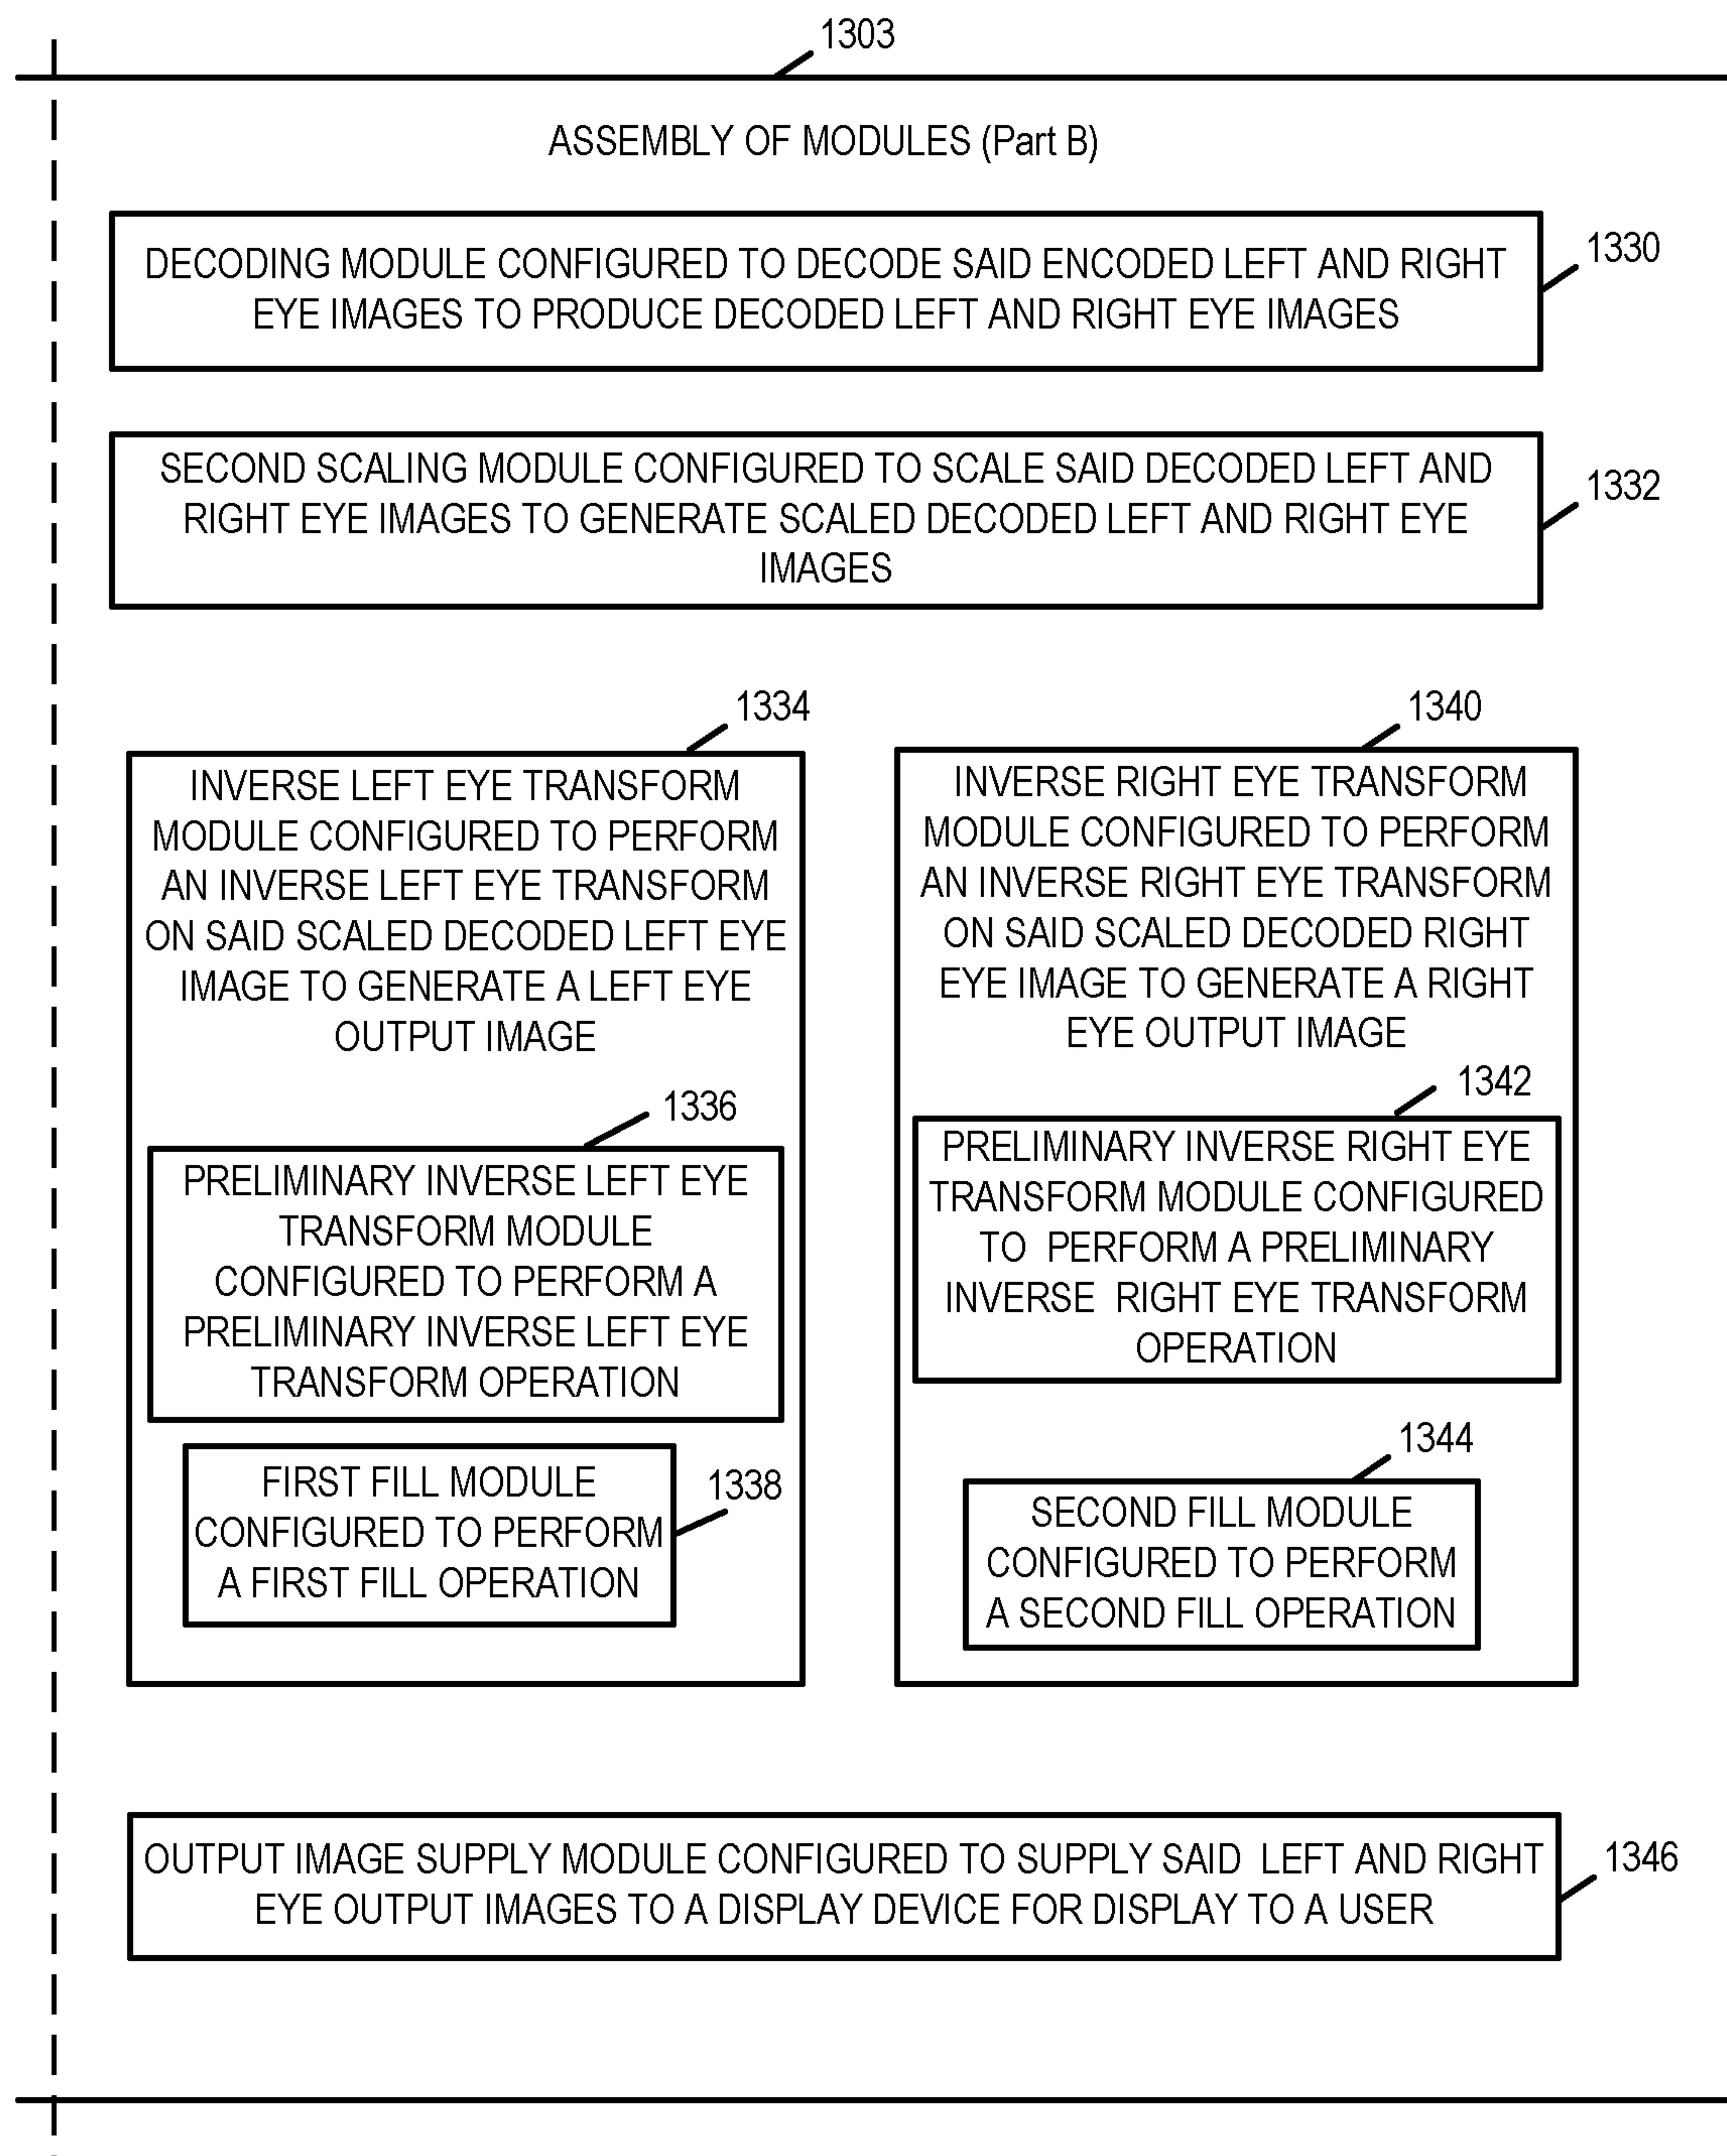 1303
ASSEMBLY OF MODULES (Part B)
DECODING MODULE CONFIGURED TO DECODE SAID ENCODED LEFT AND RIGHT
EYE IMAGES TO PRODUCE DECODED LEFT AND RIGHT EYE IMAGES
1330
SECOND SCALING MODULE CONFIGURED TO SCALE SAID DECODED LEFT AND
RIGHT EYE IMAGES TO GENERATE SCALED DECODED LEFT AND RIGHT EYE
IMAGES
1332
1334
INVERSE LEFT EYE TRANSFORM
MODULE CONFIGURED TO PERFORM
AN INVERSE LEFT EYE TRANSFORM
ON SAID SCALED DECODED LEFT EYE
IMAGE TO GENERATE A LEFT EYE
OUTPUT IMAGE
1336
PRELIMINARY INVERSE LEFT EYE
TRANSFORM MODULE
CONFIGURED TO PERFORM A
PRELIMINARY INVERSE LEFT EYE
TRANSFORM OPERATION
FIRST FILL MODULE
CONFIGURED TO PERFORM
A FIRST FILL OPERATION
1338
1340
INVERSE RIGHT EYE TRANSFORM
MODULE CONFIGURED TO PERFORM
AN INVERSE RIGHT EYE TRANSFORM
ON SAID SCALED DECODED RIGHT
EYE IMAGE TO GENERATE A RIGHT
EYE OUTPUT IMAGE
1342
PRELIMINARY INVERSE RIGHT EYE
TRANSFORM MODULE CONFIGURED
TO PERFORM A PRELIMINARY
INVERSE RIGHT EYE TRANSFORM
OPERATION
1344
SECOND FILL MODULE
CONFIGURED TO PERFORM
A SECOND FILL OPERATION
OUTPUT IMAGE SUPPLY MODULE CONFIGURED TO SUPPLY SAID LEFT AND RIGHT
EYE OUTPUT IMAGES TO A DISPLAY DEVICE FOR DISPLAY TO A USER
1346